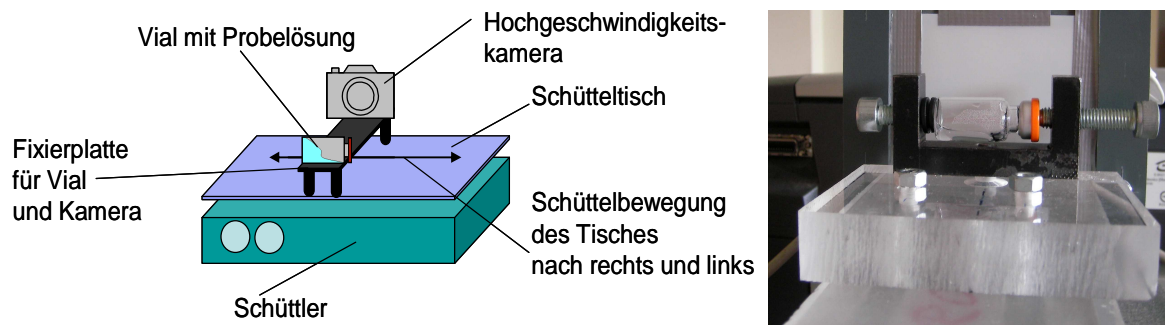 Vial mit Probelösung
Hochgeschwindigkeits-
kamera
Schütteltisch
Fixierplatte
für Vial
und Kamera
Schüttelbewegung
des Tisches
nach rechts und links
Schüttler